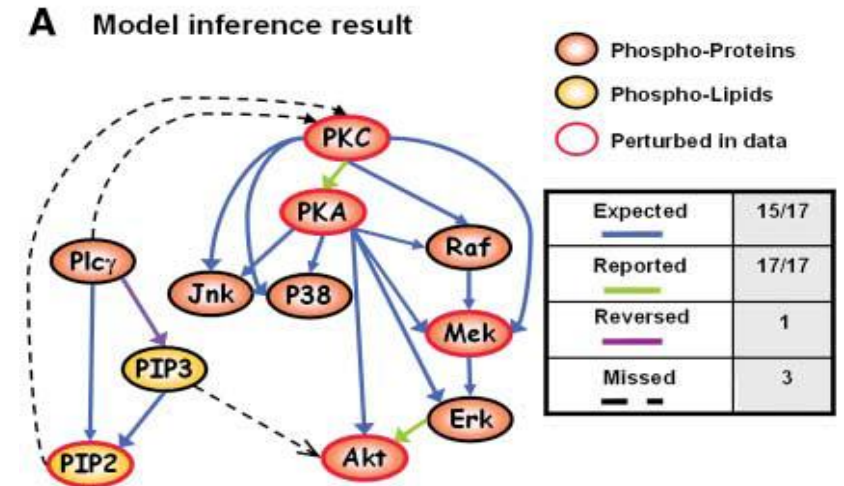 A Model inference result
Phospho-Proteins
Phospho-Lipids
Perturbed in data
PKC
PKA
Raf
Plcγ
Jnk
P38
Mek
PIP3
Erk
PIP2
Akt
Expected 15/17
Reported 17/17
Reversed 1
Missed 3